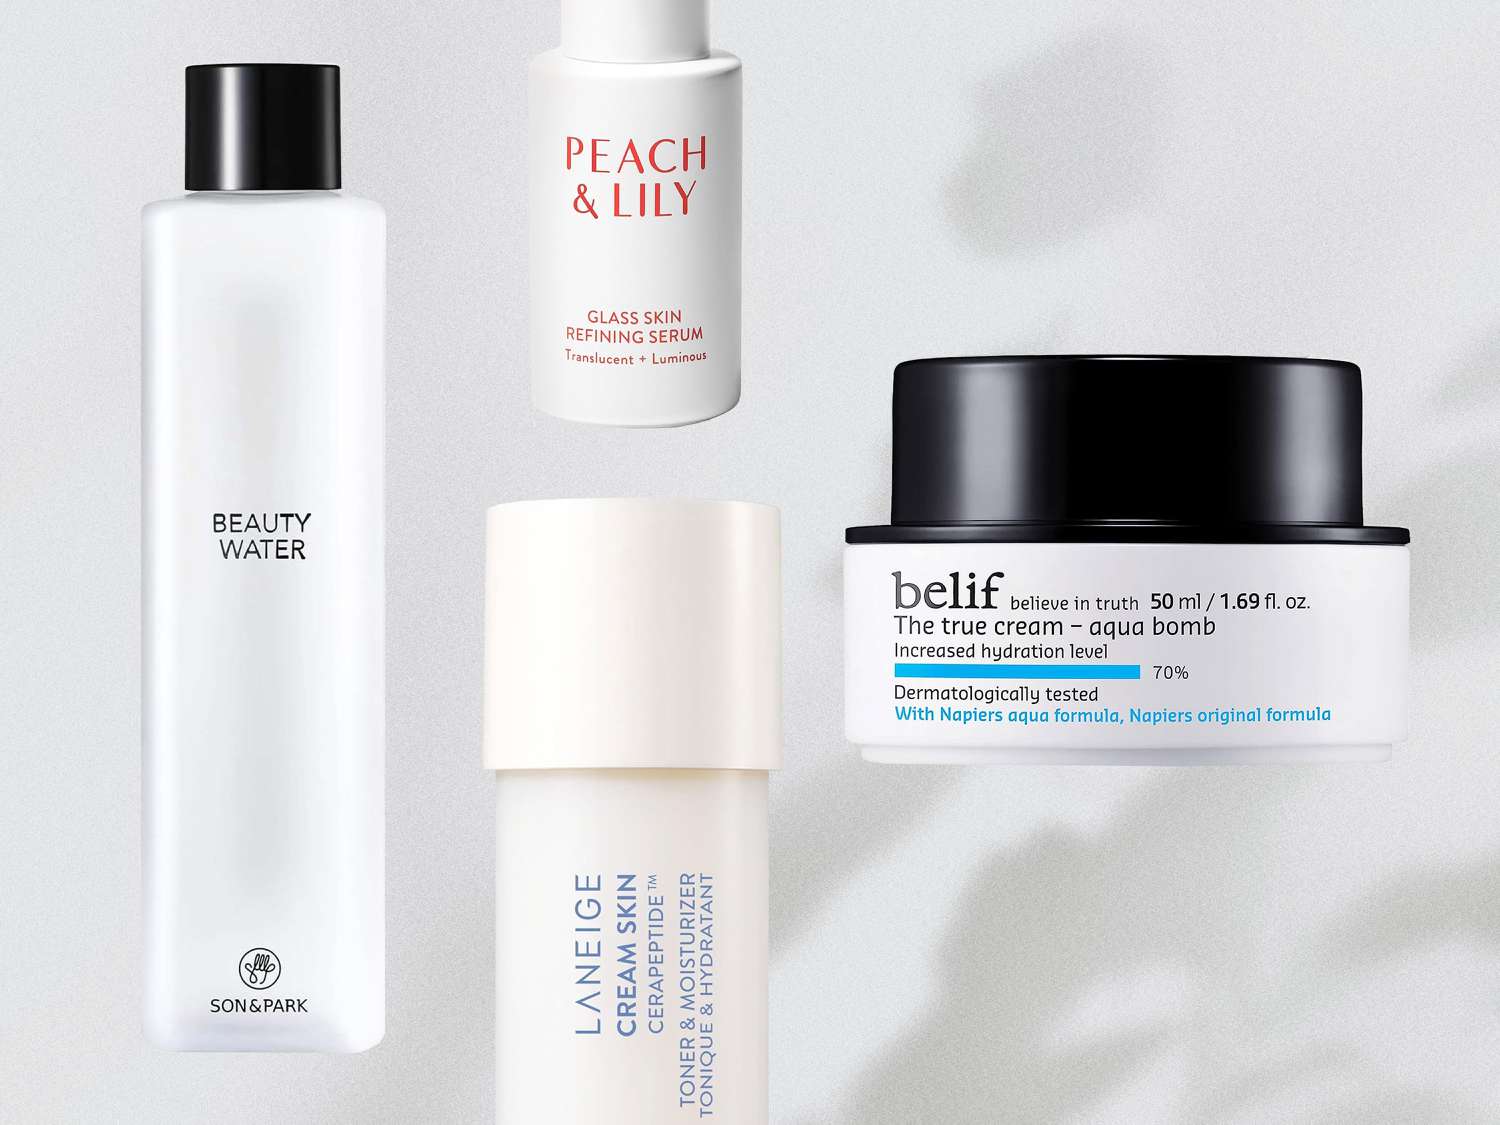 BEAUTY
WATER
SON&PARK
PEACH
& LILY
GLASS SKIN
REFINING SERUM
Translucent + Luminous
LANEIGE
CREAM SKIN
CERAPEPTIDE™
TONER & MOISTURIZER
TONIQUE & HYDRATANT
belif believe in truth 50 ml / 1.69 fl. oz.
The true cream – aqua bomb
Increased hydration level
70%
Dermatologically tested
With Napiers aqua formula, Napiers original formula